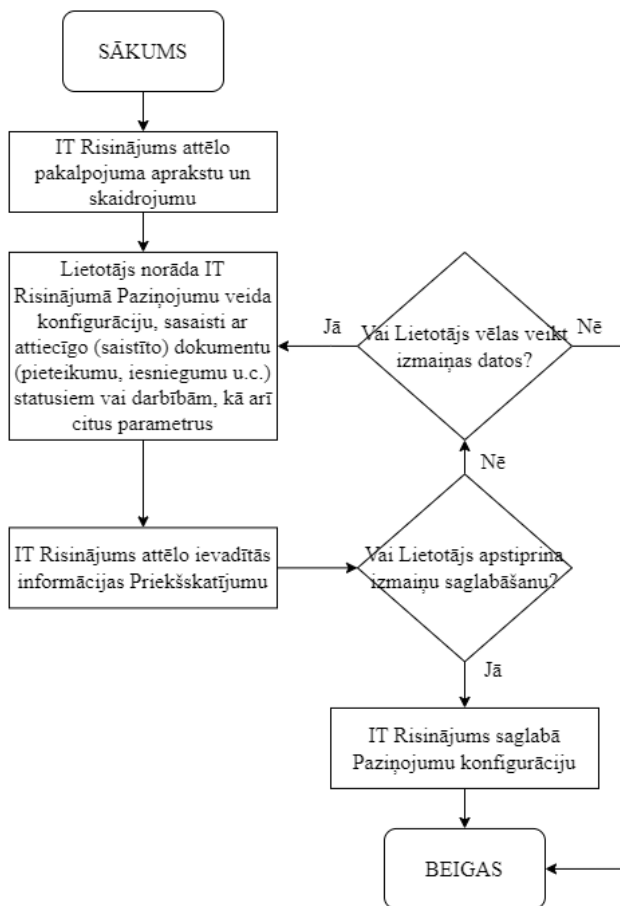 SĀKUMS
IT Risinājums attēlo
pakalpojuma aprakstu un
skaidrojumu
Lietotājs norāda IT
Risinājumā Paziņojumu veida
konfigurāciju, sasaisti ar
attiecīgo (saistīto) dokumentu
(pieteikumu, iesniegumu u.c.)
statusiem vai darbībām, kā arī
citus parametrus
Jā
Vai Lietotājs vēlas veikt
izmaiņas datos?
Nē
Nē
IT Risinājums attēlo ievadītās
informācijas Priekšskatījumu
Vai Lietotājs apstiprina
izmaiņu saglabāšanu?
Jā
IT Risinājums saglabā
Paziņojumu konfigurāciju
BEIGAS